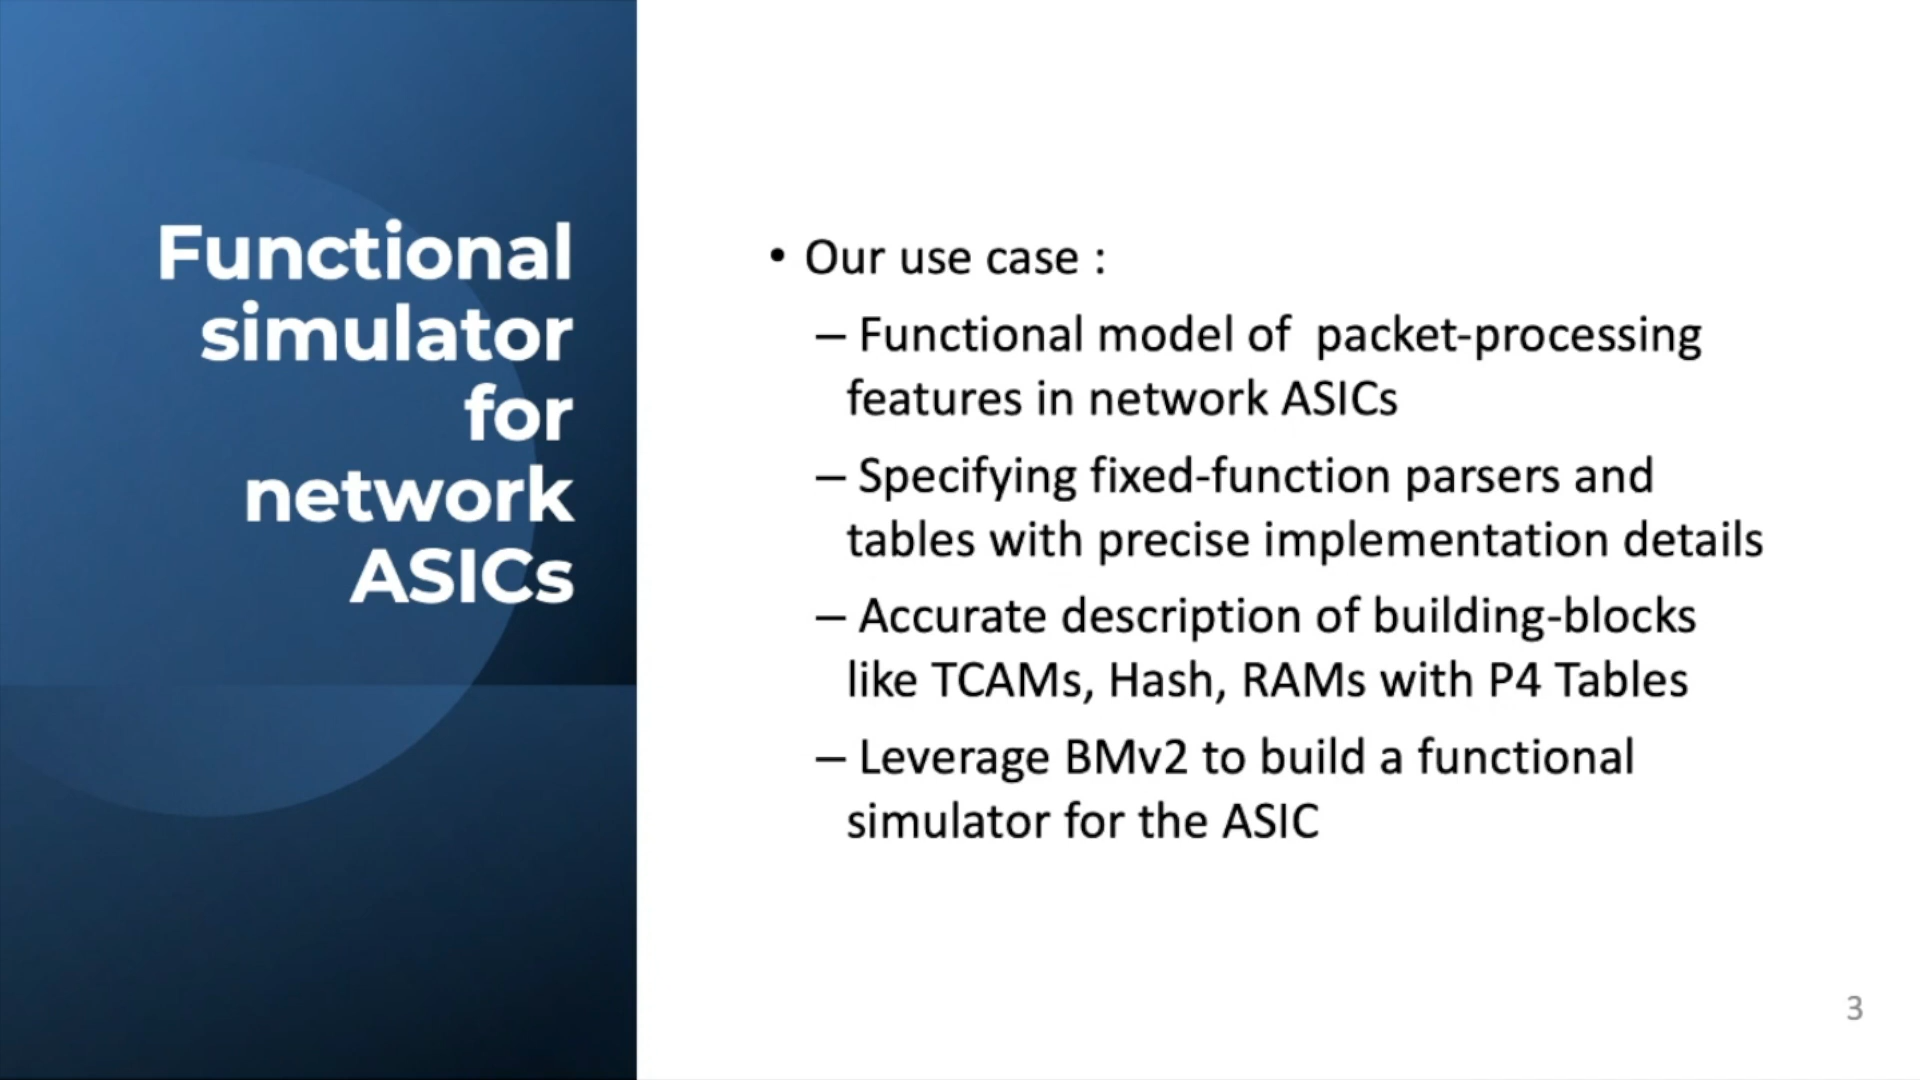 Functional
simulator
for
network
ASICs
• Our use case :
– Functional model of  packet-processing
features in network ASICs
– Specifying fixed-function parsers and
tables with precise implementation details
– Accurate description of building-blocks
like TCAMs, Hash, RAMs with P4 Tables
– Leverage BMv2 to build a functional
simulator for the ASIC
3